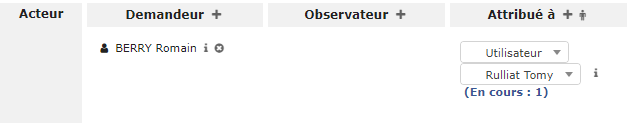 Acteur Demandeur + Observateur + Attribué à +
BERRY Romain i
Utilisateur
Rulliat Tomy i
(En cours : 1)